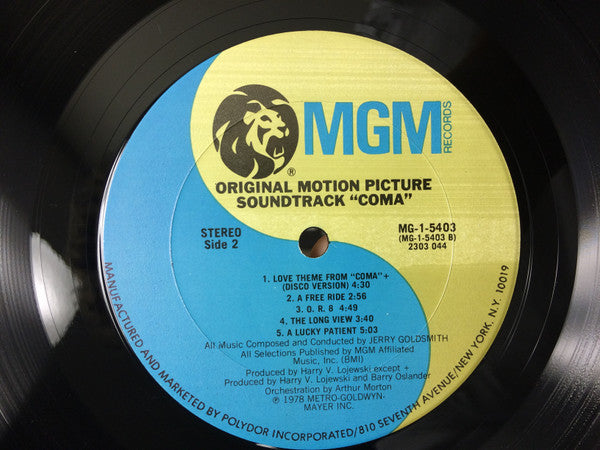 MGM
RECORDS
®
ORIGINAL MOTION PICTURE
SOUNDTRACK "COMA"
STEREO
Side 2
MG-1-5403
(MG-1-5403 B)
2303 044
1. LOVE THEME FROM "COMA"+
(DISCO VERSION) 4:30
2. A FREE RIDE 2:56
3. O. R. 8 4:49
4. THE LONG VIEW 3:40
5. A LUCKY PATIENT 5:03
All Music Composed and Conducted by JERRY GOLDSMITH
All Selections Published by MGM Affiliated
Music, Inc. (BMI)
Produced by Harry V. Lojewski except +
Produced by Harry V. Lojewski and Barry Oslander
Orchestration by Arthur Morton
℗ 1978 METRO-GOLDWYN-
MAYER INC.
MANUFACTURED AND MARKETED BY POLYDOR INCORPORATED/810 SEVENTH AVENUE/NEW YORK. N.Y. 10019